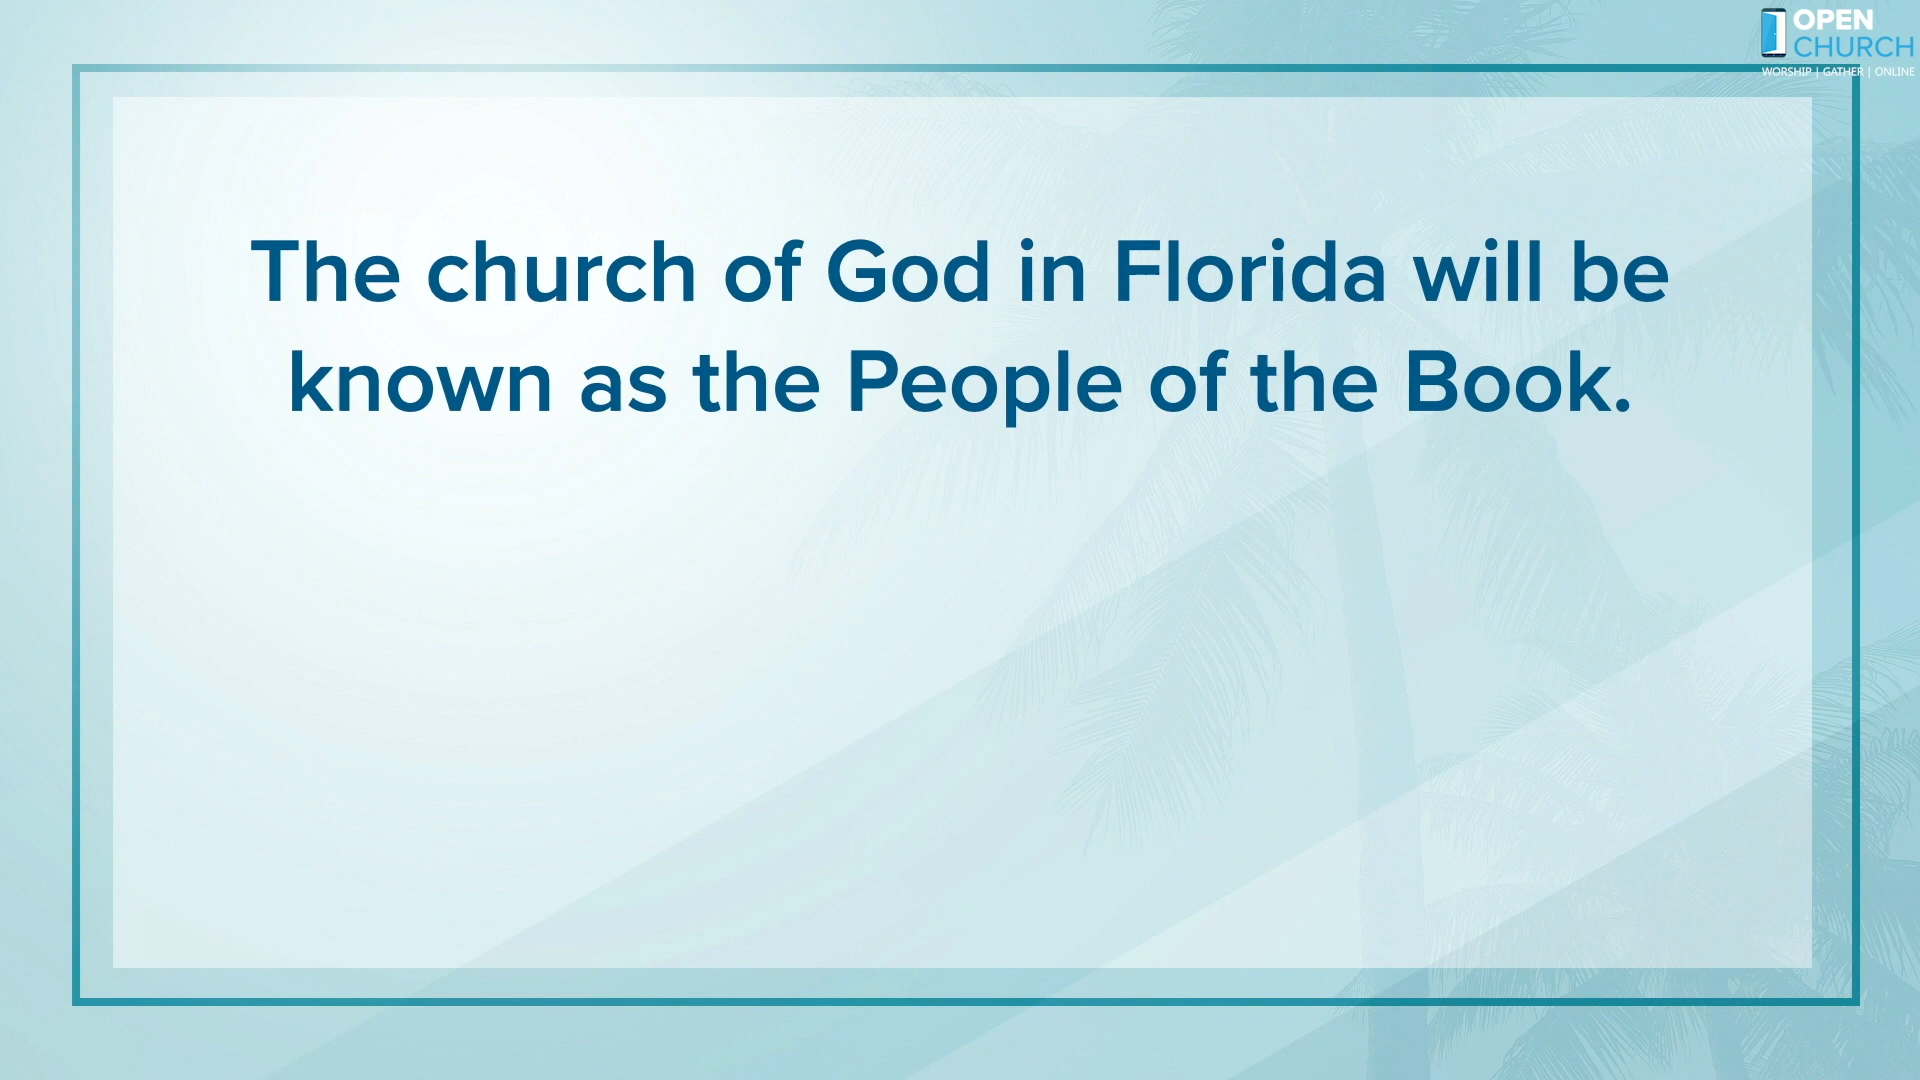 OPEN
CHURCH
WORSHIP | GATHER | ONLINE
The church of God in Florida will be
known as the People of the Book.